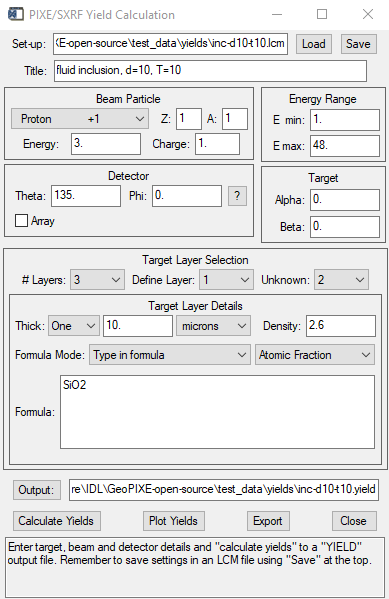 PIXE/SXRF Yield Calculation
Set-up: :E-open-source\test_data\yields\inc-d10-t10.lcm Load Save
Title: fluid inclusion, d=10, T=10
Beam Particle
Proton +1 Z: 1 A: 1
Energy: 3. Charge: 1.
Energy Range
E min: 1.
E max: 48.
Detector
Theta: 135. Phi: 0. ?
Array
Target
Alpha: 0.
Beta: 0.
Target Layer Selection
# Layers: 3 Define Layer: 1 Unknown: 2
Target Layer Details
Thick: One 10. microns Density: 2.6
Formula Mode: Type in formula Atomic Fraction
Formula: SiO2
Output: re\IDL\GeoPIXE-open-source\test_data\yields\inc-d10-t10.yield
Calculate Yields Plot Yields Export Close
Enter target, beam and detector details and "calculate yields" to a "YIELD"
output file. Remember to save settings in an LCM file using "Save" at the top.